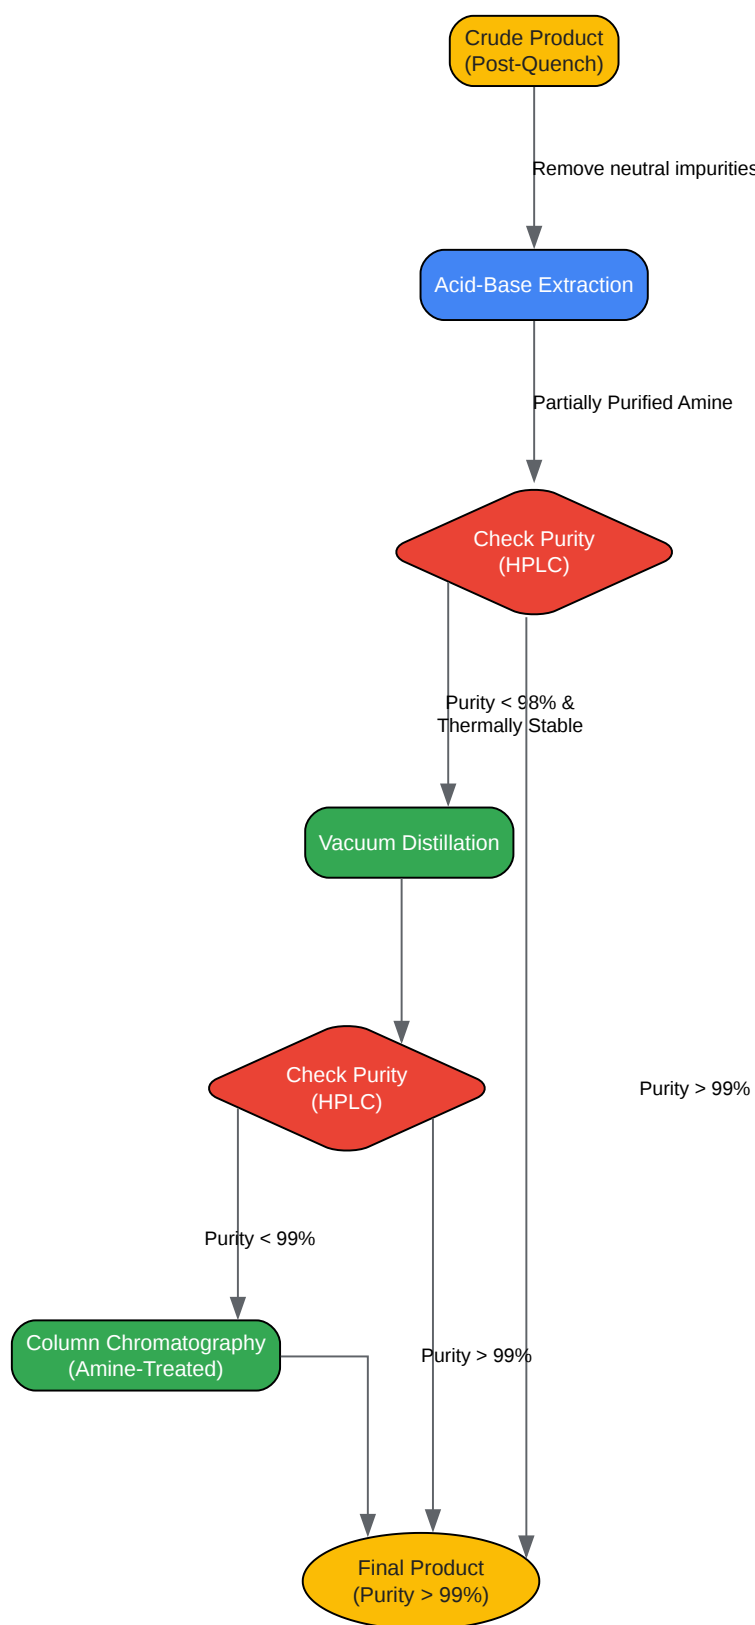 Crude Product
(Post-Quench)
Remove neutral impurities
Acid-Base Extraction
Partially Purified Amine
Check Purity
(HPLC)
Purity < 98% &
Thermally Stable
Vacuum Distillation
Check Purity
(HPLC)
Purity > 99%
Purity < 99%
Column Chromatography
(Amine-Treated)
Purity > 99%
Final Product
(Purity > 99%)